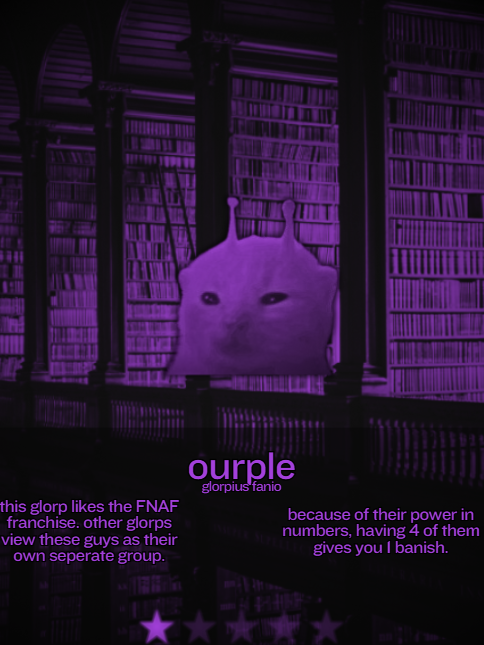 ourple
glorpius fanio
this glorp likes the FNAF
franchise. other glorps
view these guys as their
own seperate group.
because of their power in
numbers, having 4 of them
gives you I banish.